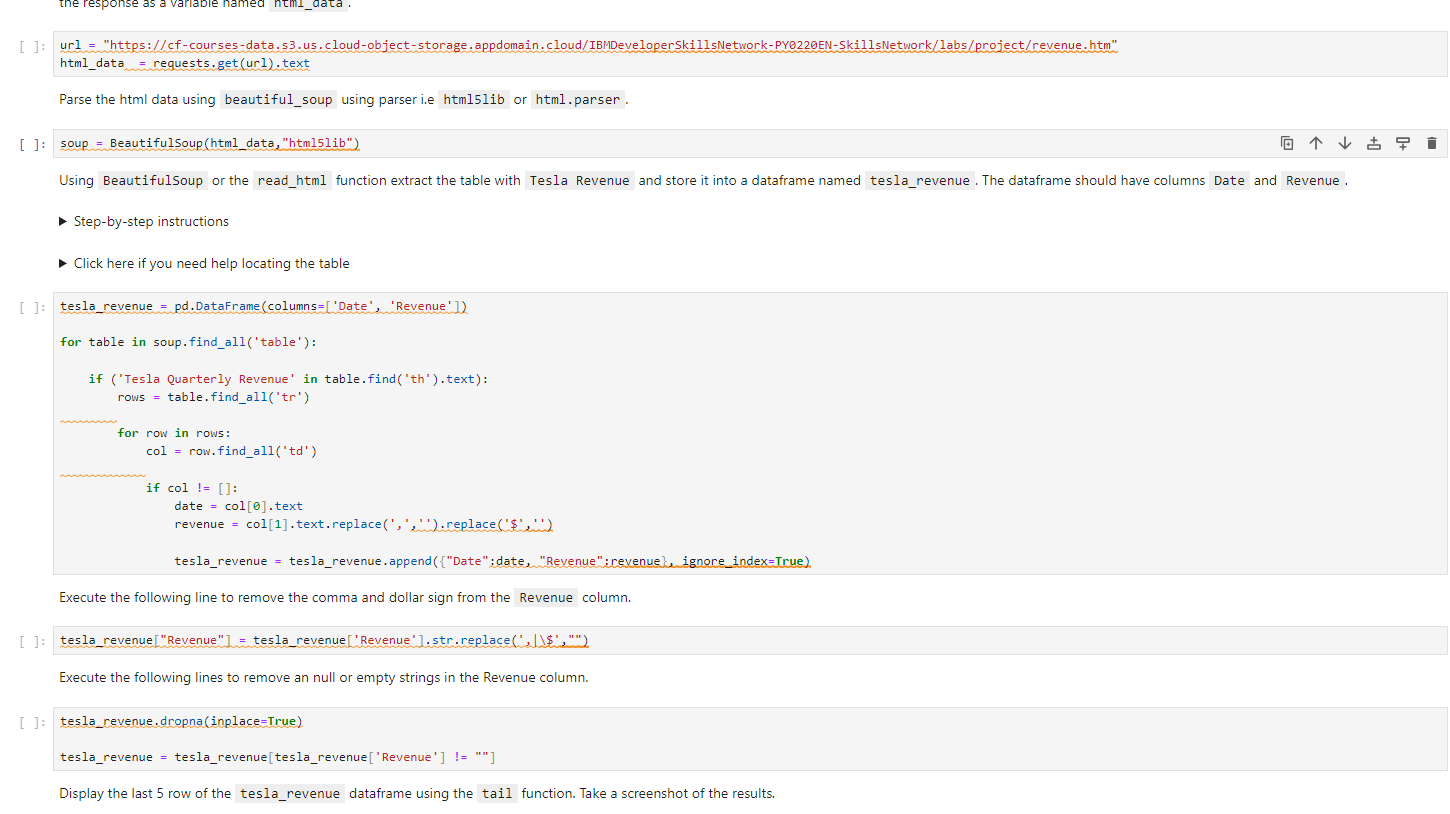 the response as a variable named html_data.
[ ]: url = "https://cf-courses-data.s3.us.cloud-object-storage.appdomain.cloud/IBMDeveloperSkillsNetwork-PY0220EN-SkillsNetwork/labs/project/revenue.htm"
html_data  = requests.get(url).text
Parse the html data using beautiful_soup using parser i.e html5lib or html.parser.
[ ]: soup = BeautifulSoup(html_data,"html5lib")
Using BeautifulSoup or the read_html function extract the table with Tesla Revenue and store it into a dataframe named tesla_revenue. The dataframe should have columns Date and Revenue.
Step-by-step instructions
Click here if you need help locating the table
[ ]: tesla_revenue = pd.DataFrame(columns=['Date', 'Revenue'])
for table in soup.find_all('table'):
if ('Tesla Quarterly Revenue' in table.find('th').text):
rows = table.find_all('tr')
for row in rows:
col = row.find_all('td')
if col != []:
date = col[0].text
revenue = col[1].text.replace(',','').replace('$','')
tesla_revenue = tesla_revenue.append({"Date":date, "Revenue":revenue}, ignore_index=True)
Execute the following line to remove the comma and dollar sign from the Revenue column.
[ ]: tesla_revenue["Revenue"] = tesla_revenue['Revenue'].str.replace(',|\$',"")
Execute the following lines to remove an null or empty strings in the Revenue column.
[ ]: tesla_revenue.dropna(inplace=True)
tesla_revenue = tesla_revenue[tesla_revenue['Revenue'] != ""]
Display the last 5 row of the tesla_revenue dataframe using the tail function. Take a screenshot of the results.